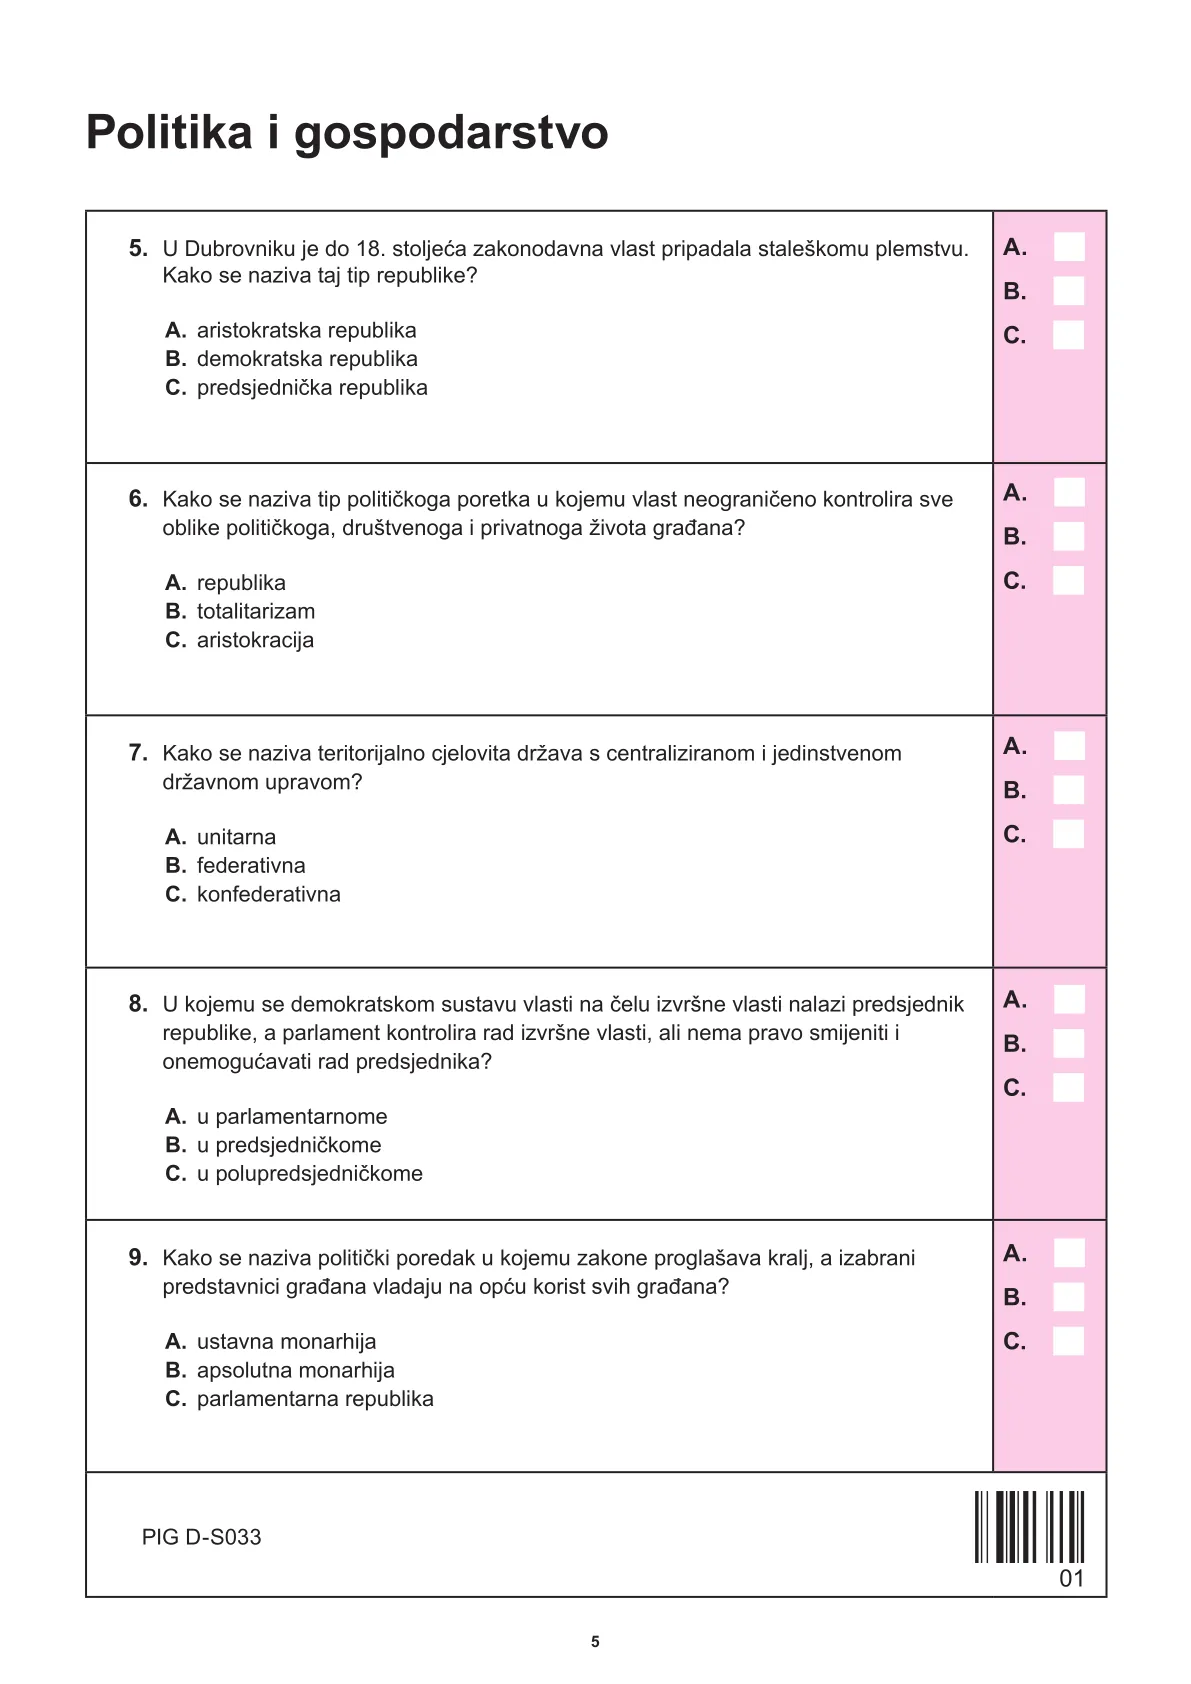 Politika i gospodarstvo
5. U Dubrovniku je do 18. stoljeća zakonodavna vlast pripadala staleškomu plemstvu.
Kako se naziva taj tip republike?
A. aristokratska republika
B. demokratska republika
C. predsjednička republika
A.
B.
C.
6. Kako se naziva tip političkoga poretka u kojemu vlast neograničeno kontrolira sve
oblike političkoga, društvenoga i privatnoga života građana?
A. republika
B. totalitarizam
C. aristokracija
A.
B.
C.
7. Kako se naziva teritorijalno cjelovita država s centraliziranom i jedinstvenom
državnom upravom?
A. unitarna
B. federativna
C. konfederativna
A.
B.
C.
8. U kojemu se demokratskom sustavu vlasti na čelu izvršne vlasti nalazi predsjednik
republike, a parlament kontrolira rad izvršne vlasti, ali nema pravo smijeniti i
onemogućavati rad predsjednika?
A. u parlamentarnome
B. u predsjedničkome
C. u polupredsjedničkome
A.
B.
C.
9. Kako se naziva politički poredak u kojemu zakone proglašava kralj, a izabrani
predstavnici građana vladaju na opću korist svih građana?
A. ustavna monarhija
B. apsolutna monarhija
C. parlamentarna republika
A.
B.
C.
PIG D-S033
01
5